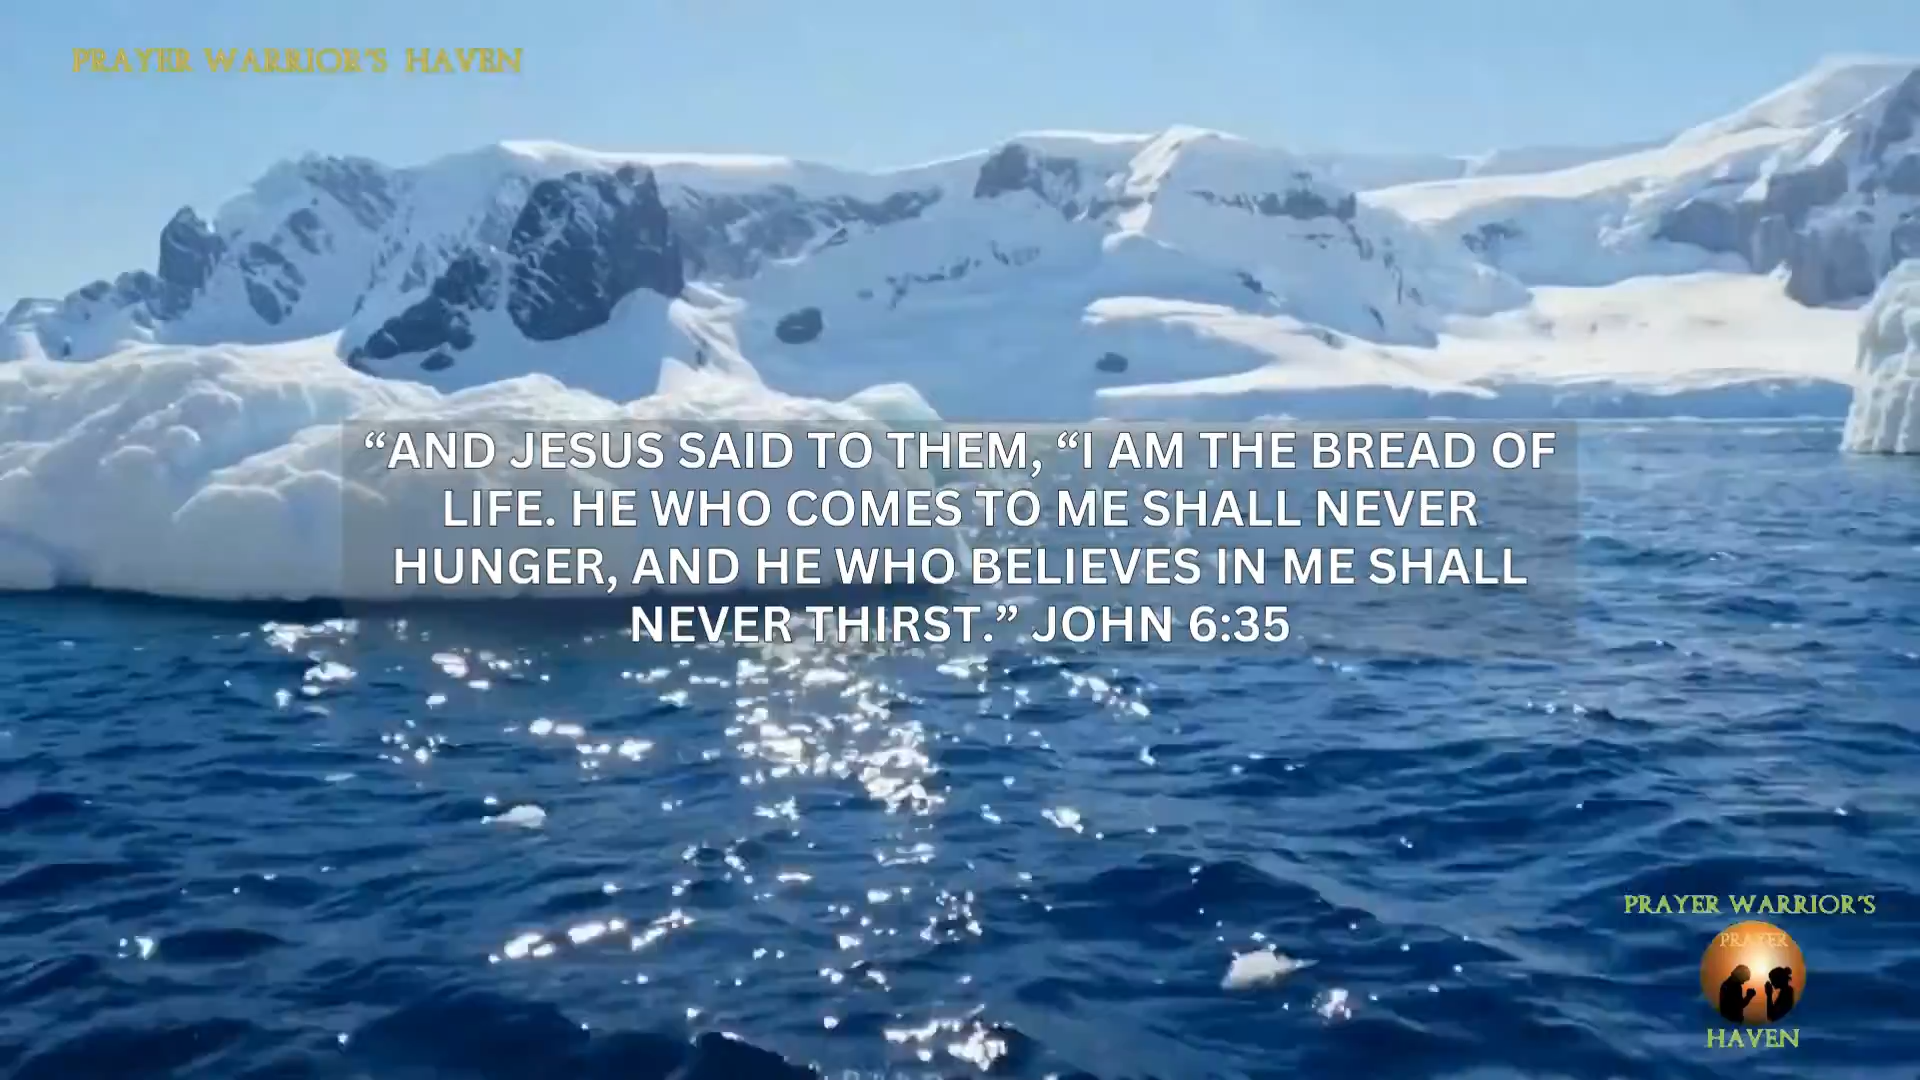 PRAYER WARRIOR'S HAVEN
“AND JESUS SAID TO THEM, “I AM THE BREAD OF
LIFE. HE WHO COMES TO ME SHALL NEVER
HUNGER, AND HE WHO BELIEVES IN ME SHALL
NEVER THIRST.” JOHN 6:35
PRAYER WARRIOR'S
PRAYER
HAVEN